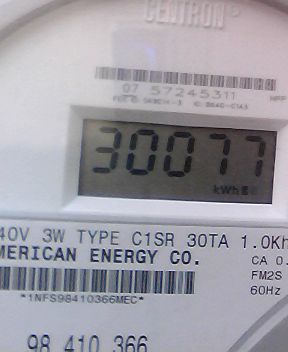 CENTRON®
07 57245311
30077
kWh
40V 3W TYPE C1SR 30TA 1.0Kh
MERICAN ENERGY CO.
CA 0.
FM2S
60Hz
*1NFS98410366MEC*
98 410 366